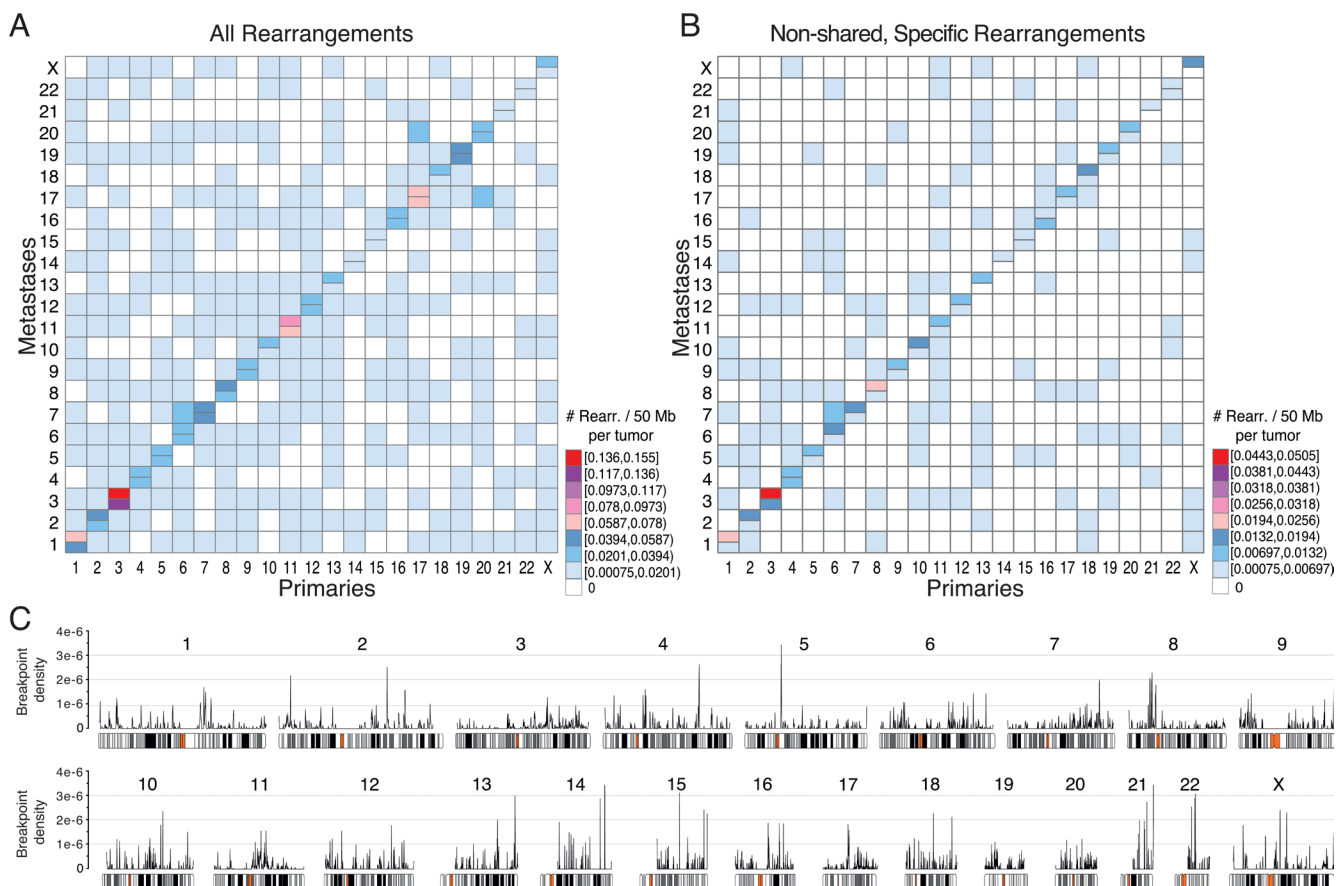 A
All Rearrangements
Metastases
X
22
21
20
19
18
17
16
15
14
13
12
11
10
9
8
7
6
5
4
3
2
1
1 2 3 4 5 6 7 8 9 10 11 12 13 14 15 16 17 18 19 20 21 22 X
Primaries
# Rearr. / 50 Mb
per tumor
[0.136,0.155]
[0.117,0.136)
[0.0973,0.117)
[0.078,0.0973)
[0.0587,0.078)
[0.0394,0.0587)
[0.0201,0.0394)
[0.00075,0.0201)
0
B
Non-shared, Specific Rearrangements
Metastases
X
22
21
20
19
18
17
16
15
14
13
12
11
10
9
8
7
6
5
4
3
2
1
1 2 3 4 5 6 7 8 9 10 11 12 13 14 15 16 17 18 19 20 21 22 X
Primaries
# Rearr. / 50 Mb
per tumor
[0.0443,0.0505]
[0.0381,0.0443)
[0.0318,0.0381)
[0.0256,0.0318)
[0.0194,0.0256)
[0.0132,0.0194)
[0.00697,0.0132)
[0.00075,0.00697)
0
C
Breakpoint
density
4e-6
3e-6
2e-6
1e-6
0
1 2 3 4 5 6 7 8 9
Breakpoint
density
4e-6
3e-6
2e-6
1e-6
0
10 11 12 13 14 15 16 17 18 19 20 21 22 X